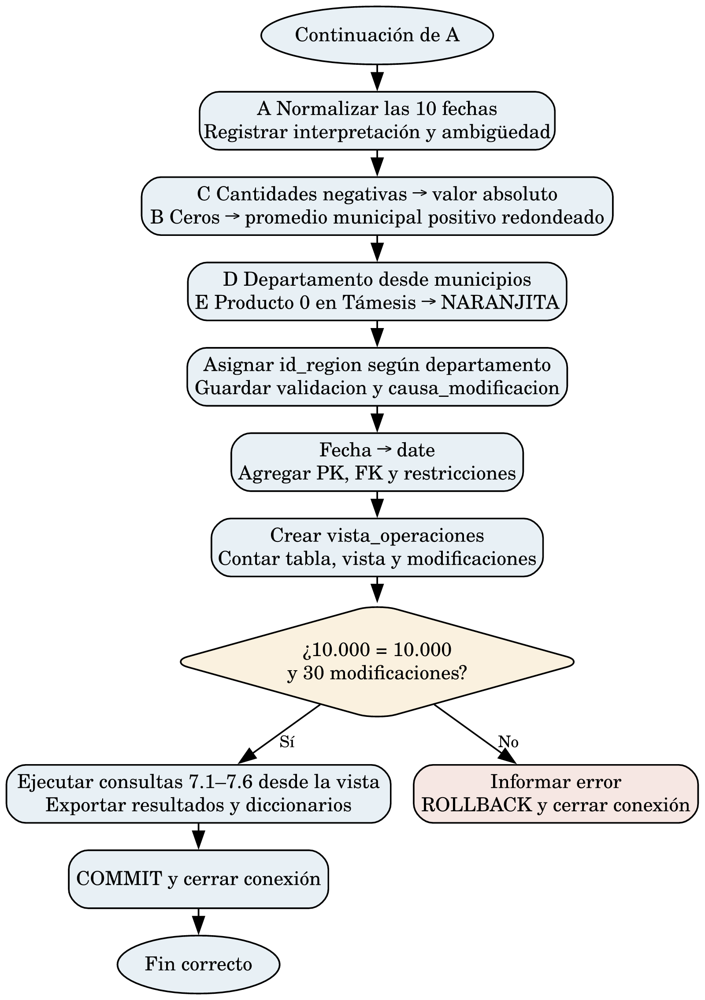 Continuación de A
A Normalizar las 10 fechas
Registrar interpretación y ambigüedad
C Cantidades negativas → valor absoluto
B Ceros → promedio municipal positivo redondeado
D Departamento desde municipios
E Producto 0 en Támesis → NARANJITA
Asignar id_region según departamento
Guardar validacion y causa_modificacion
Fecha → date
Agregar PK, FK y restricciones
Crear vista_operaciones
Contar tabla, vista y modificaciones
¿10.000 = 10.000
y 30 modificaciones?
Sí
No
Ejecutar consultas 7.1–7.6 desde la vista
Exportar resultados y diccionarios
Informar error
ROLLBACK y cerrar conexión
COMMIT y cerrar conexión
Fin correcto